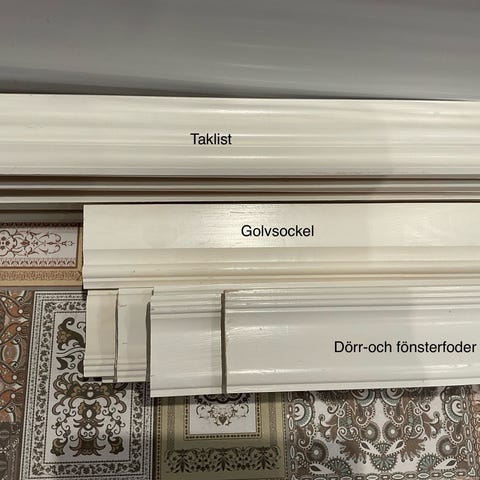 Taklist
Golvsockel
Dörr-och fönsterfoder